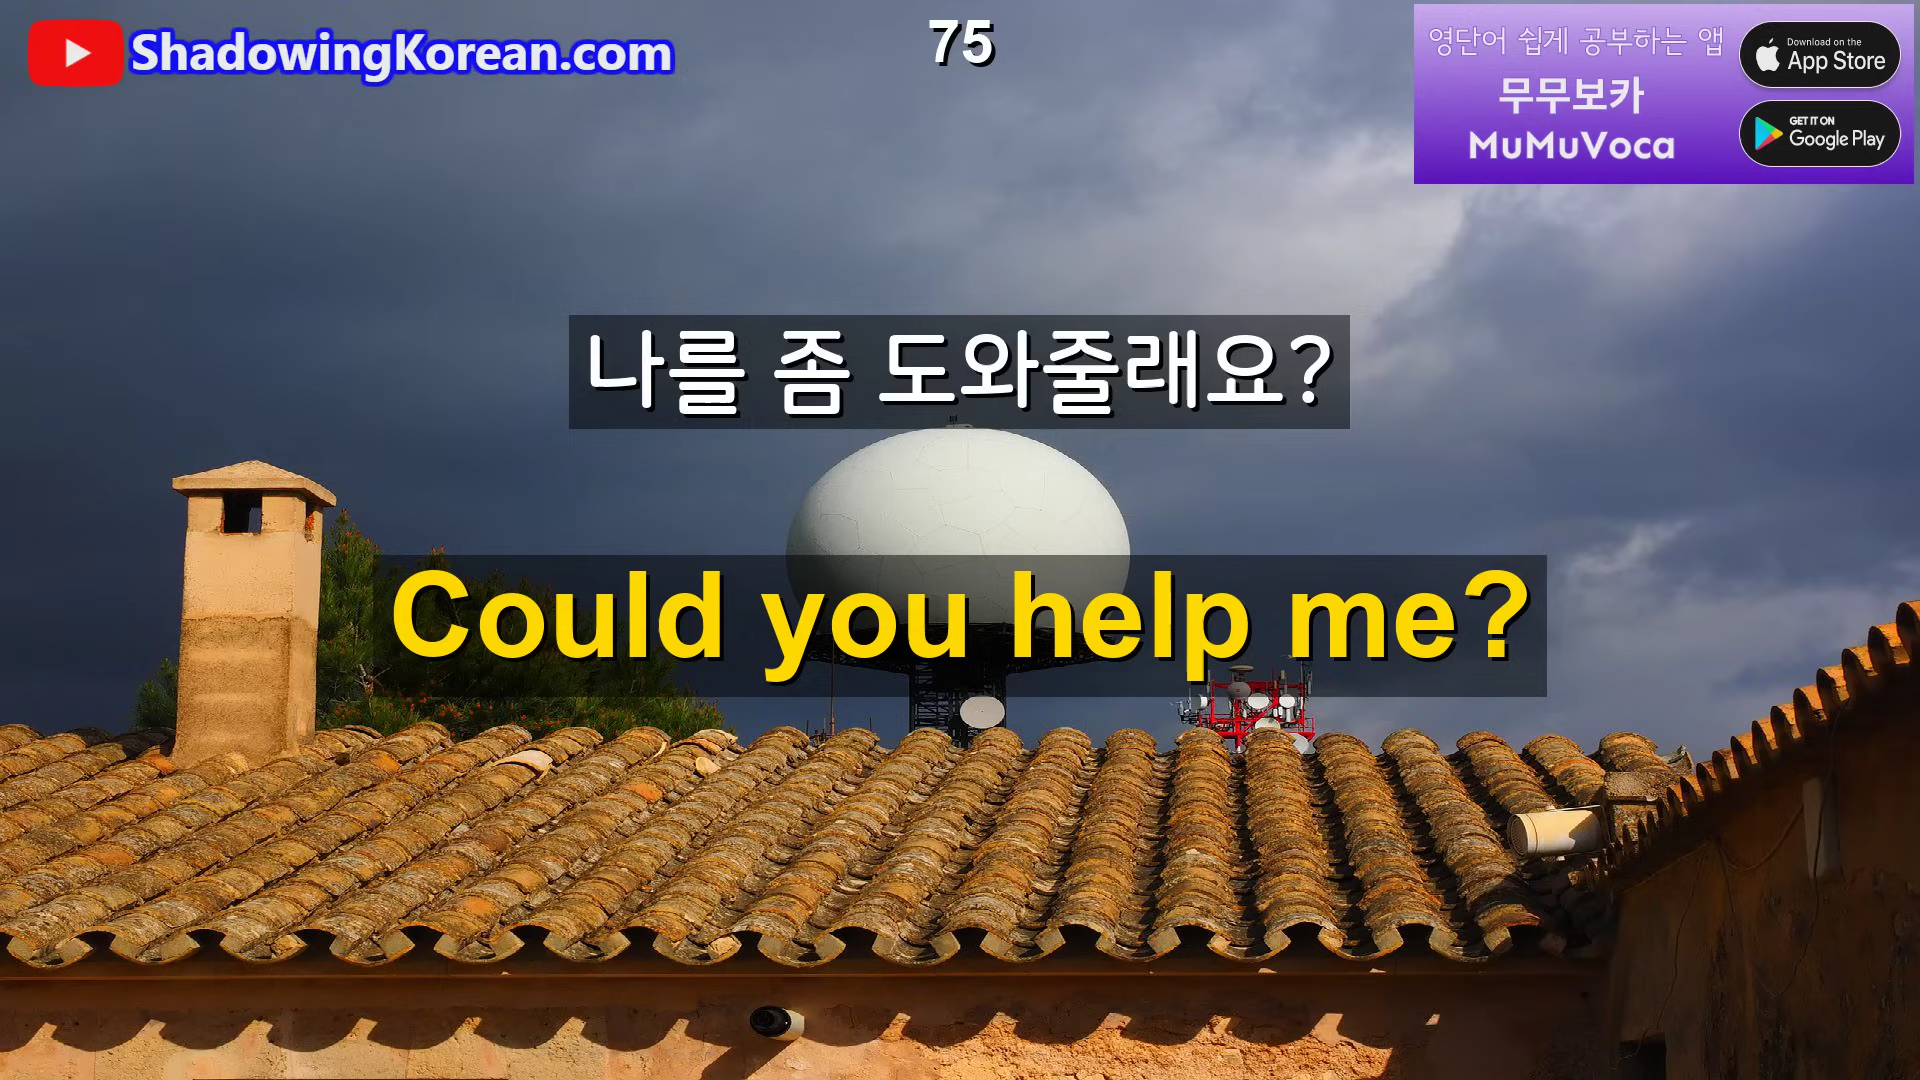 ShadowingKorean.com
75
영단어 쉽게 공부하는 앱
무무보카
MuMuVoca
Download on the
App Store
GET IT ON
Google Play
나를 좀 도와줄래요?
Could you help me?